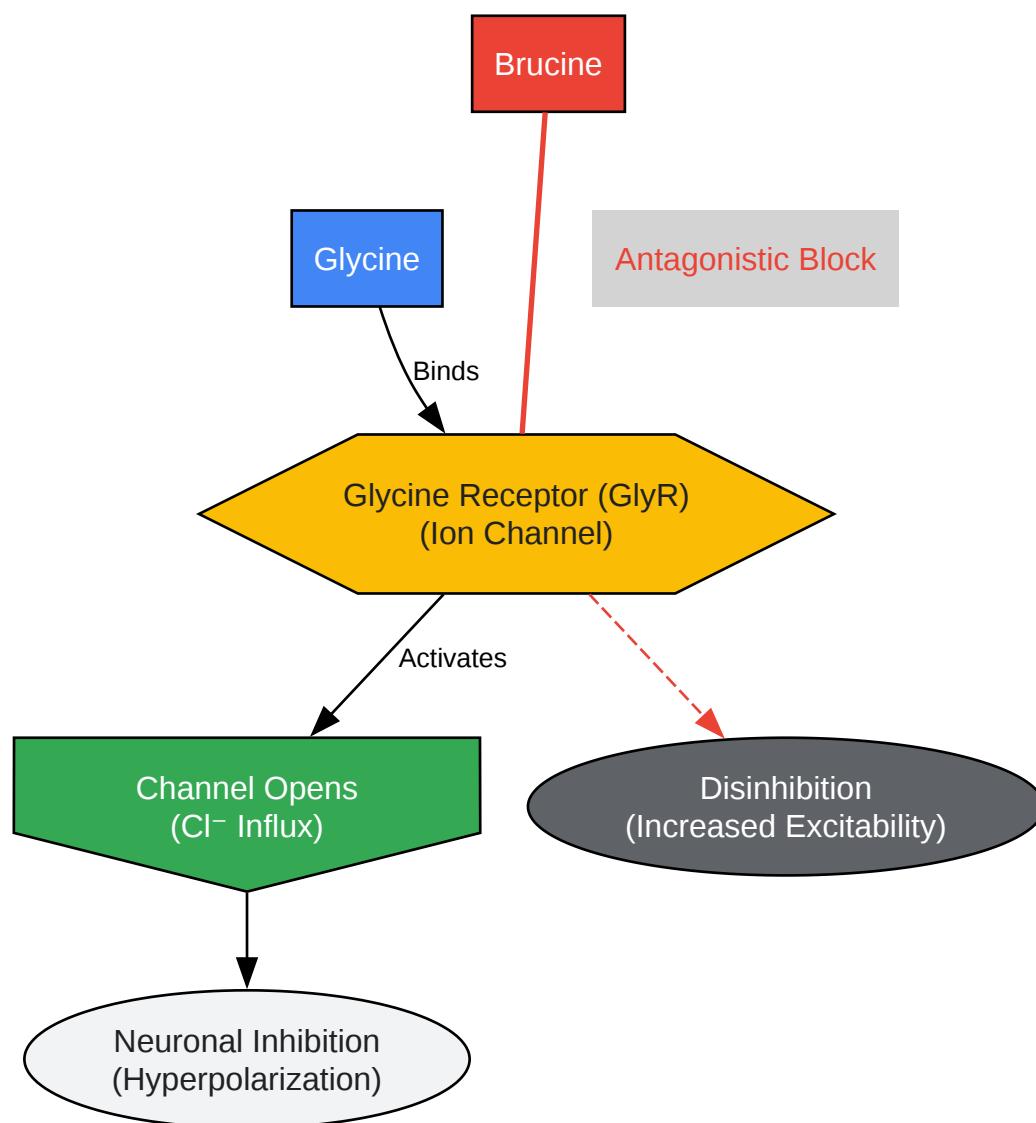 Brucine
Glycine
Antagonistic Block
Binds
Glycine Receptor (GlyR)
(Ion Channel)
Activates
Channel Opens
(Cl⁻ Influx)
Disinhibition
(Increased Excitability)
Neuronal Inhibition
(Hyperpolarization)